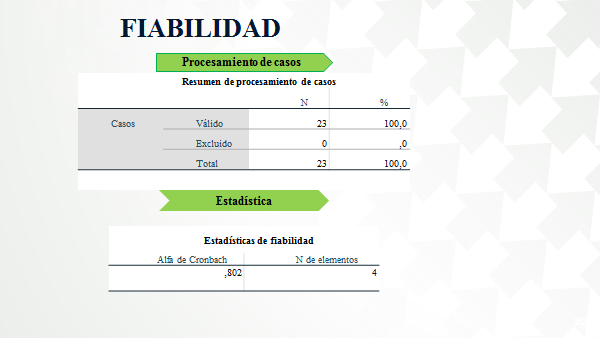 FIABILIDAD
Procesamiento de casos
Resumen de procesamiento de casos
N %
Casos Válido 23 100,0
Excluido 0 ,0
Total 23 100,0
Estadística
Estadísticas de fiabilidad
Alfa de Cronbach N de elementos
,802 4